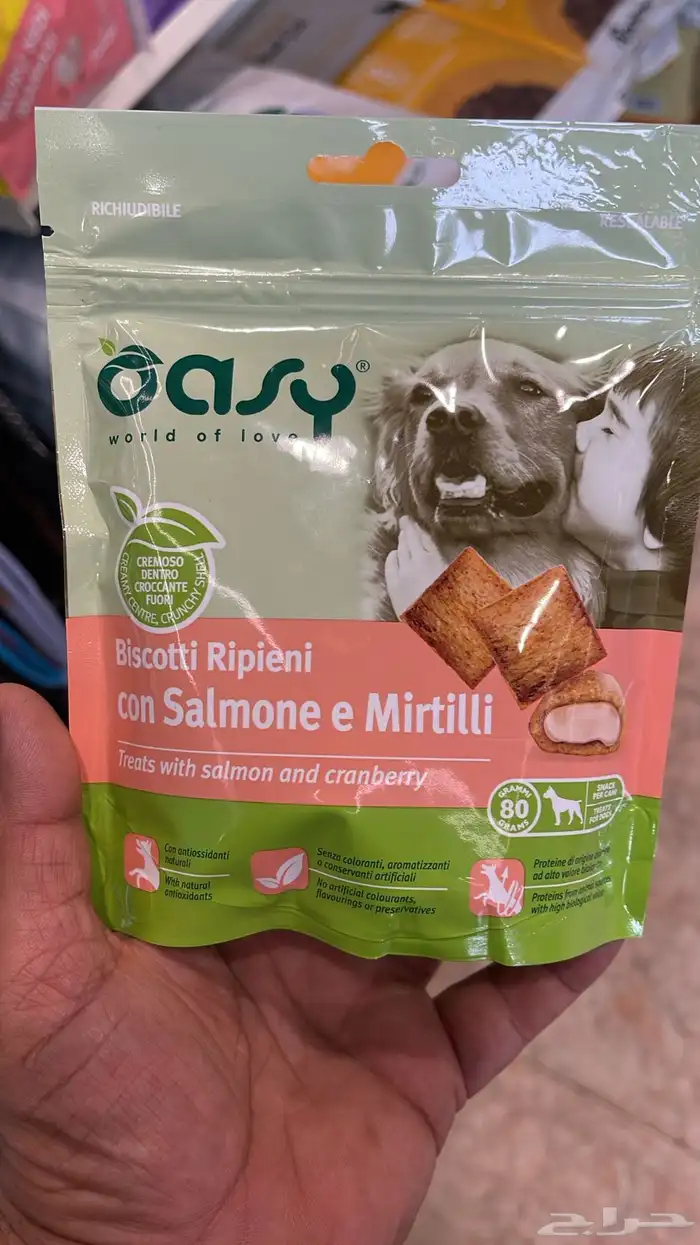 RICHIUDIBILE
RESEALABLE
oasy®
world of love
CREMOSO
DENTRO
CROCCANTE
FUORI
CREAMY CENTRE, CRUNCHY SHELL
Biscotti Ripieni
con Salmone e Mirtilli
Treats with salmon and cranberry
GRAMMI
80
GRAMS
SNACK
PER CANI
TREATS
FOR DOGS
Con antiossidanti
naturali
With natural
antioxidants
Senza coloranti, aromatizzanti
o conservanti artificiali
No artificial colourants,
flavourings or preservatives
Proteine di origine
ad alto valore
Proteins from animal sources
with high biological value
حراج